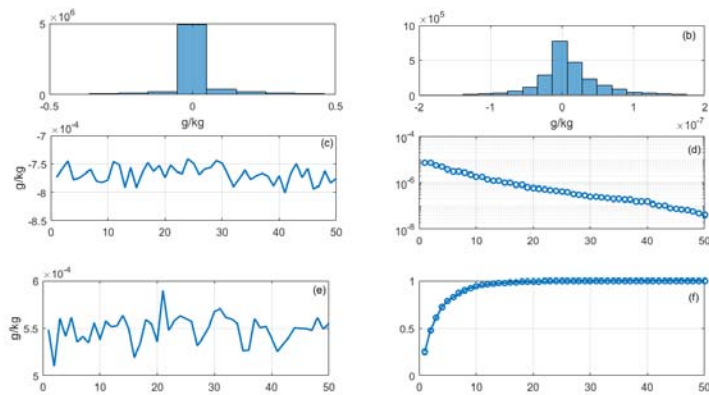 ×10⁶ ×10⁵
5 10
(b)
5
0 0
-0.5 0 0.5 -2 -1 0 1 2
g/kg g/kg ×10⁻⁷
-7 ×10⁻⁴ 10⁻⁴
(c) (d)
g/kg -7.5
-8 10⁻⁶
-8.5 10⁻⁸
0 10 20 30 40 50 0 10 20 30 40 50
6 ×10⁻⁴ 1
(e) (f)
g/kg 5.5 0.5
5 0
0 10 20 30 40 50 0 10 20 30 40 50